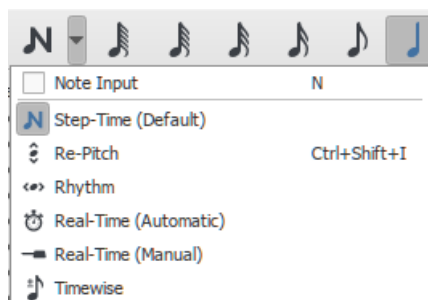 N
Note Input N
Step-Time (Default)
Re-Pitch Ctrl+Shift+I
Rhythm
Real-Time (Automatic)
Real-Time (Manual)
Timewise